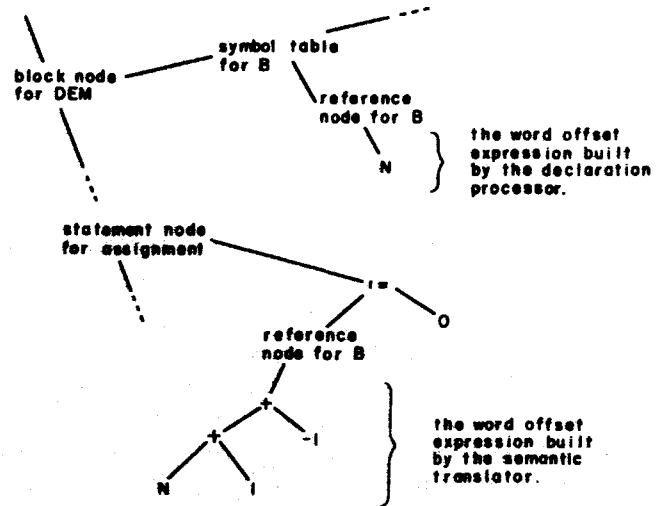 symbol table
for B
block node
for DEM
reference
node for B
N
the word offset
expression built
by the declaration
processor.
statement node
for assignment
:=
0
reference
node for B
+
+
-1
N
the word offset
expression built
by the semantic
translator.